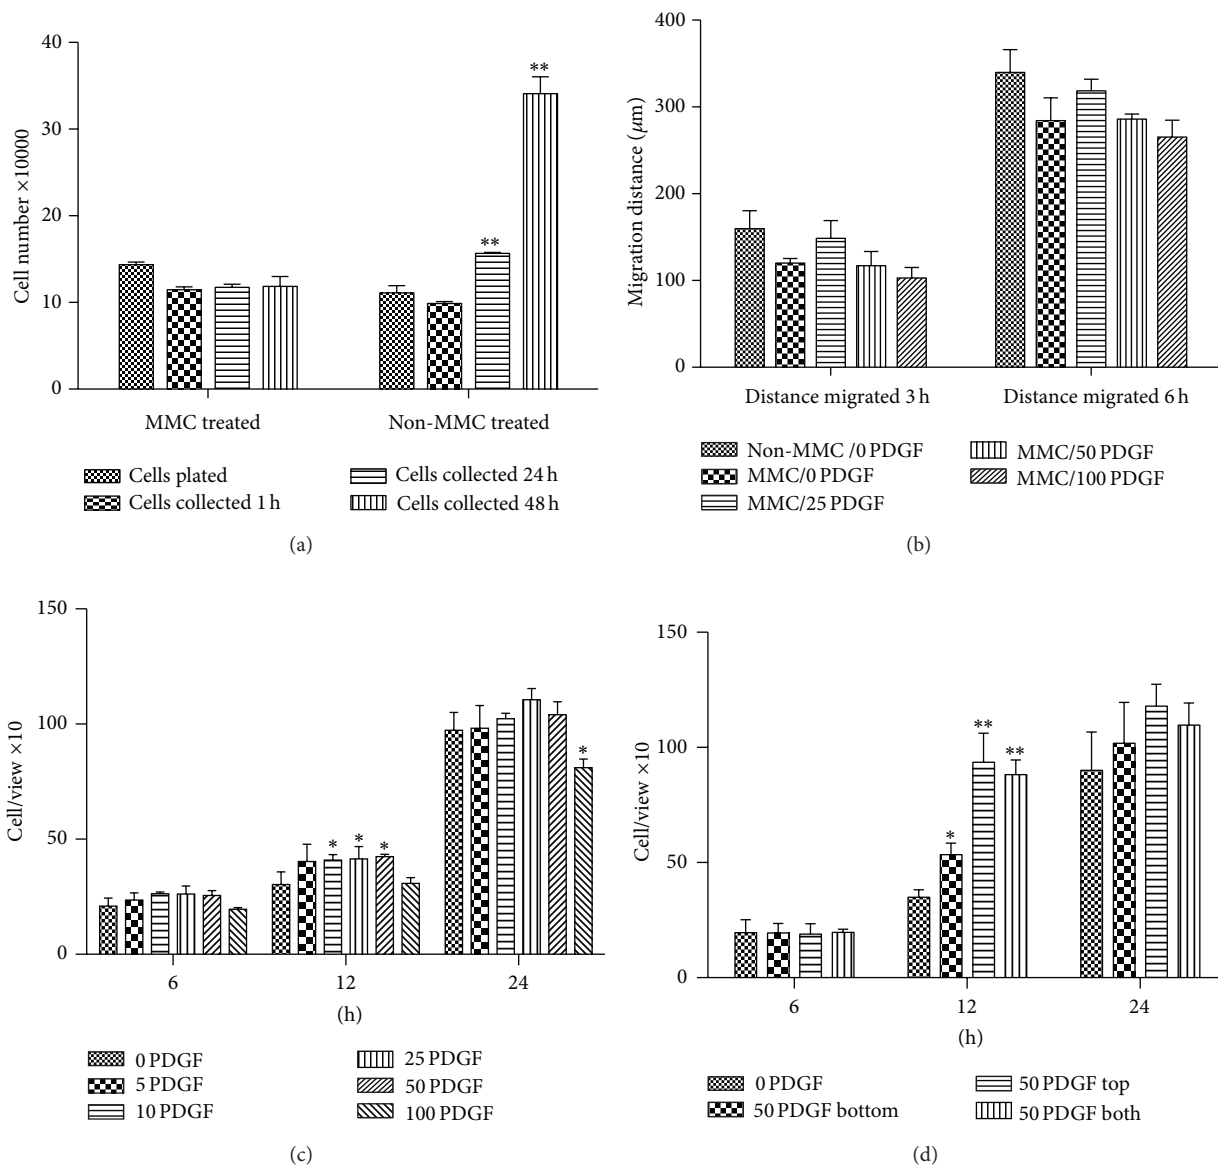 40
30
20
10
0
Cell number ×10000
**
**
MMC treated
Non-MMC treated
Cells plated
Cells collected 1 h
Cells collected 24 h
Cells collected 48 h
(a)
400
300
200
100
0
Migration distance (μm)
Distance migrated 3 h
Distance migrated 6 h
Non-MMC /0 PDGF
MMC/0 PDGF
MMC/25 PDGF
MMC/50 PDGF
MMC/100 PDGF
(b)
150
100
50
0
Cell/view ×10
*
*
*
*
6
12
24
(h)
0 PDGF
5 PDGF
10 PDGF
25 PDGF
50 PDGF
100 PDGF
(c)
150
100
50
0
Cell/view ×10
*
**
**
6
12
24
(h)
0 PDGF
50 PDGF bottom
50 PDGF top
50 PDGF both
(d)